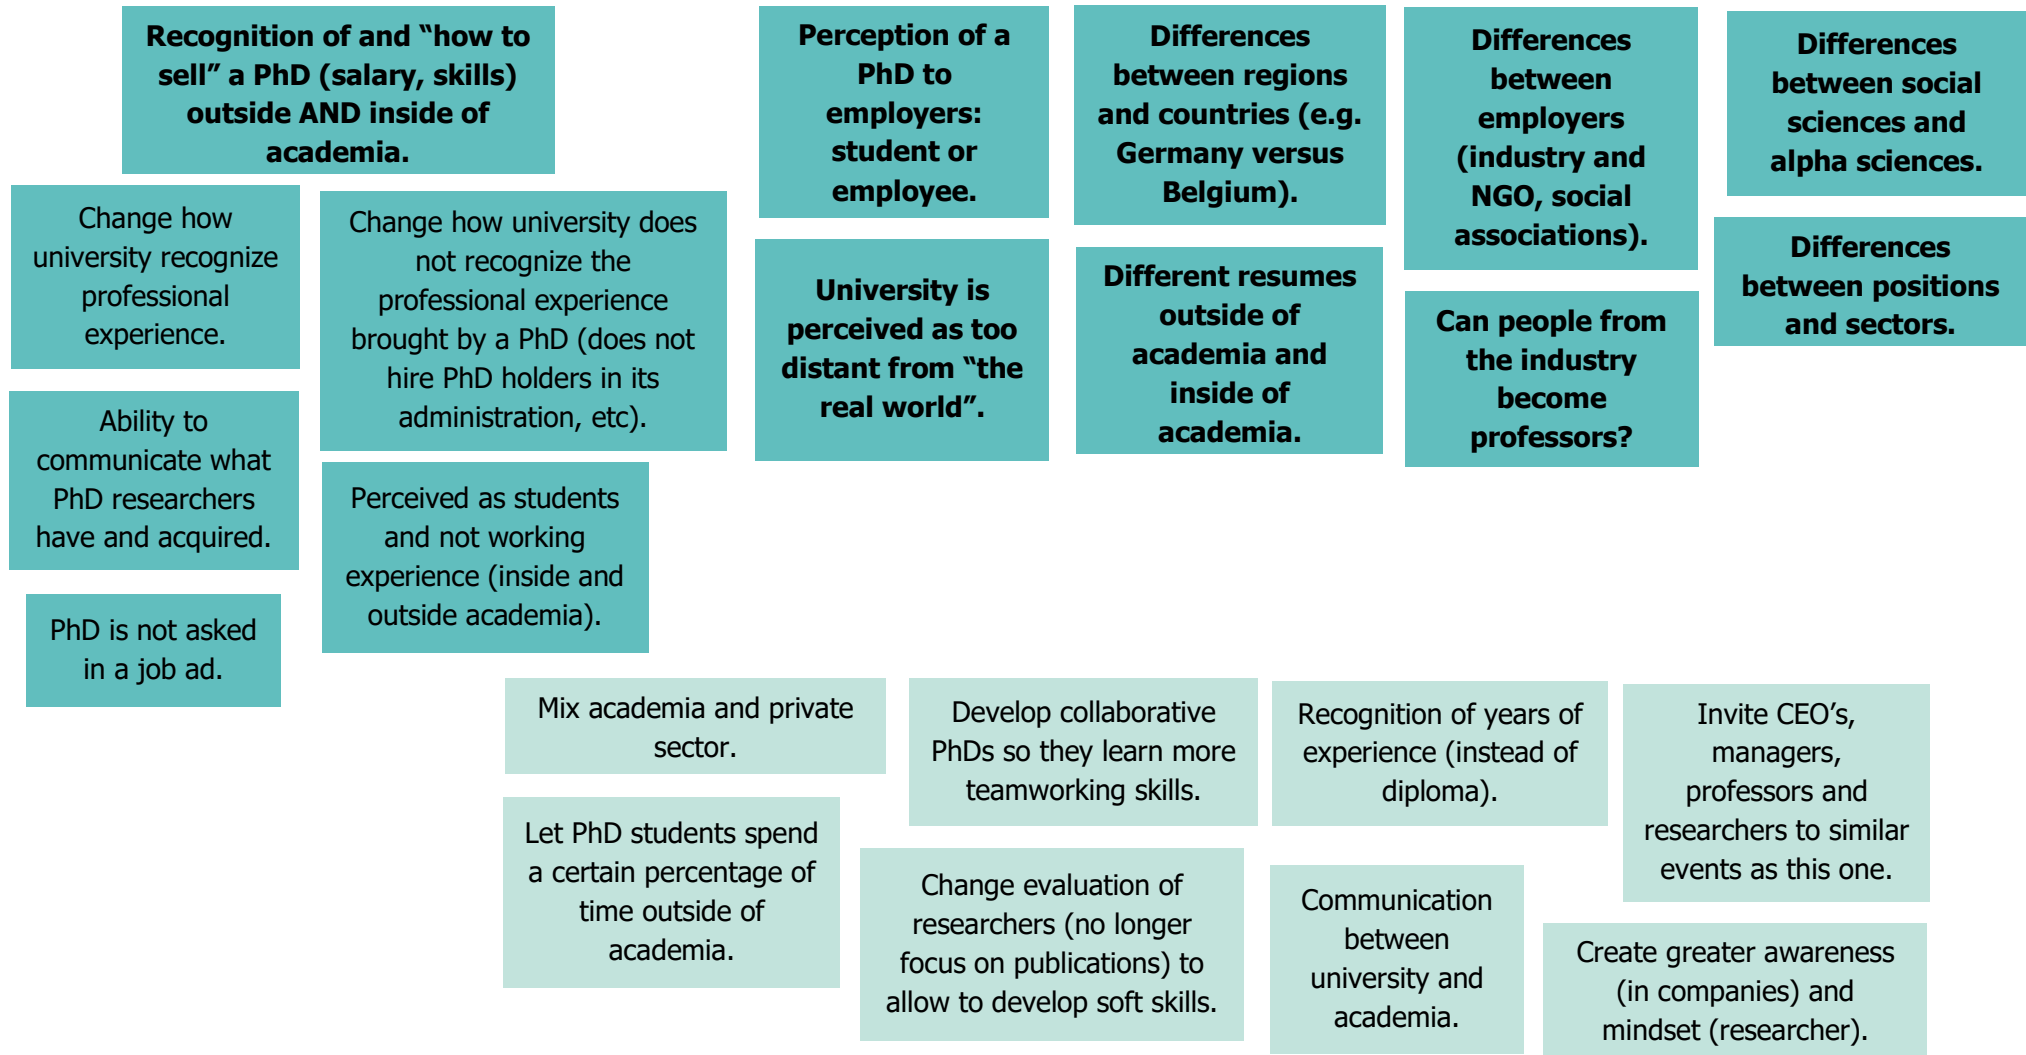 Recognition of and “how to
sell” a PhD (salary, skills)
outside AND inside of
academia.
Change how
university recognize
professional
experience.
Ability to
communicate what
PhD researchers
have and acquired.
PhD is not asked
in a job ad.
Change how university does
not recognize the
professional experience
brought by a PhD (does not
hire PhD holders in its
administration, etc).
Perceived as students
and not working
experience (inside and
outside academia).
Perception of a
PhD to
employers:
student or
employee.
University is
perceived as too
distant from “the
real world”.
Differences
between regions
and countries (e.g.
Germany versus
Belgium).
Different resumes
outside of
academia and
inside of
academia.
Differences
between
employers
(industry and
NGO, social
associations).
Can people from
the industry
become
professors?
Differences
between social
sciences and
alpha sciences.
Differences
between positions
and sectors.
Mix academia and private
sector.
Let PhD students spend
a certain percentage of
time outside of
academia.
Develop collaborative
PhDs so they learn more
teamworking skills.
Change evaluation of
researchers (no longer
focus on publications) to
allow to develop soft skills.
Recognition of years of
experience (instead of
diploma).
Communication
between
university and
academia.
Invite CEO’s,
managers,
professors and
researchers to similar
events as this one.
Create greater awareness
(in companies) and
mindset (researcher).